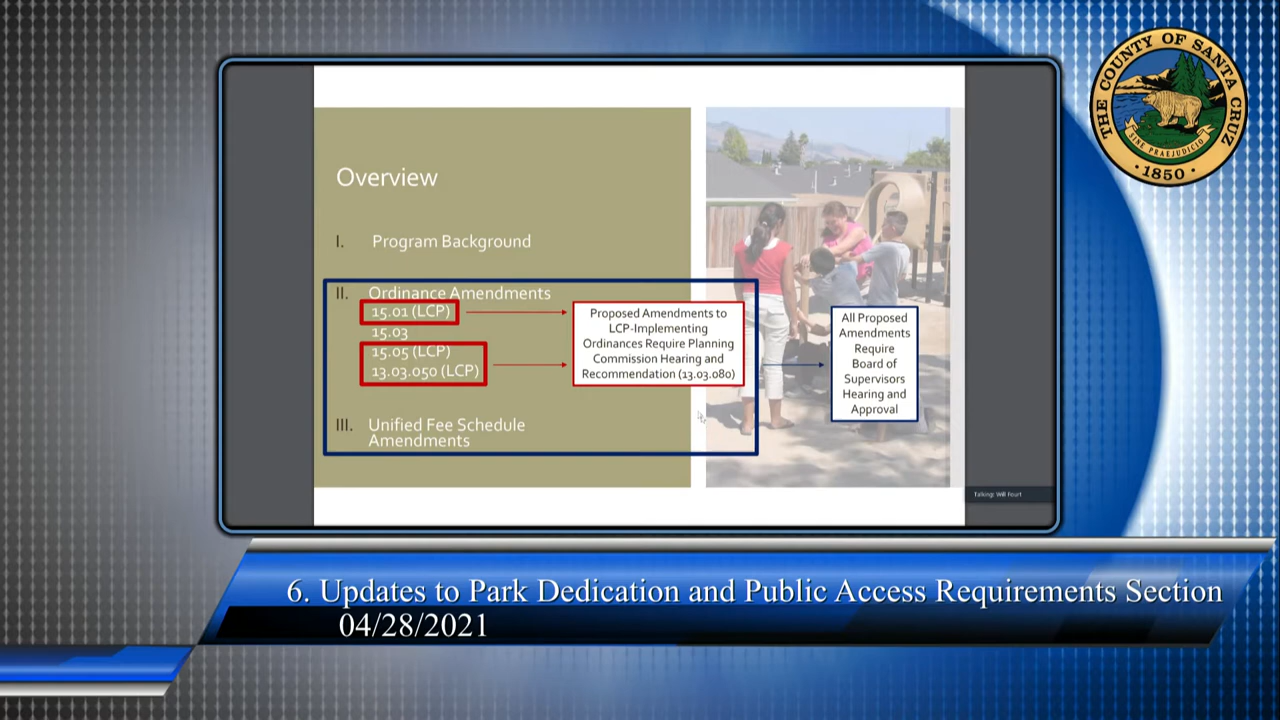 THE COUNTY OF SANTA CRUZ
SINE PRAEJUDICIO
• 1850 •
Overview
I. Program Background
II. Ordinance Amendments
15.01 (LCP)
15.03
15.05 (LCP)
13.03.050 (LCP)
III. Unified Fee Schedule
Amendments
Proposed Amendments to
LCP-Implementing
Ordinances Require Planning
Commission Hearing and
Recommendation (13.03.080)
All Proposed
Amendments
Require
Board of
Supervisors
Hearing and
Approval
Talking: Will Fourt
6. Updates to Park Dedication and Public Access Requirements Section
04/28/2021